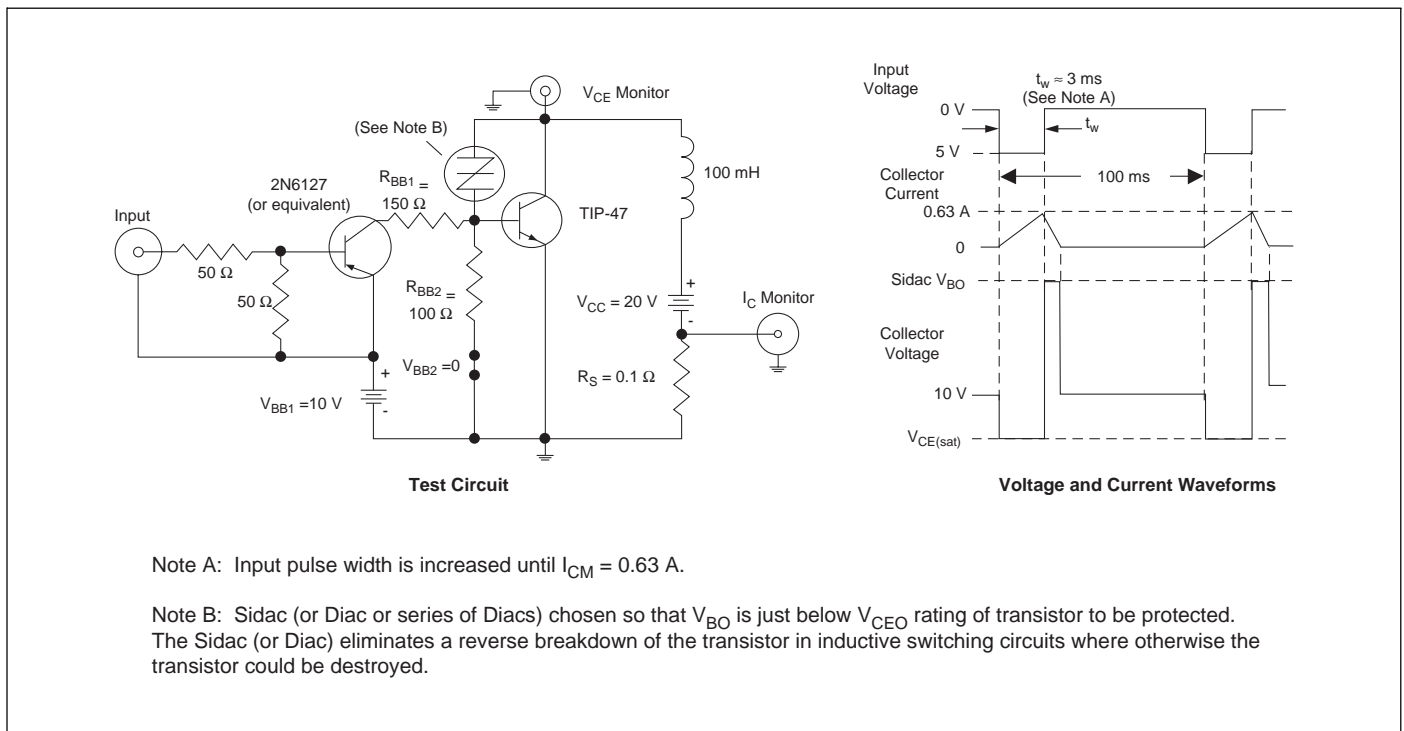 V_CE Monitor
(See Note B)
2N6127
(or equivalent)
R_BB1 =
150 Ω
Input
50 Ω
50 Ω
TIP-47
100 mH
R_BB2 =
100 Ω
V_BB2 =0
V_BB1 =10 V
+
-
V_CC = 20 V
+
-
I_C Monitor
R_S = 0.1 Ω
Test Circuit
Input
Voltage
t_w ≈ 3 ms
(See Note A)
0 V
t_w
5 V
Collector
Current
100 ms
0.63 A
0
Sidac V_BO
Collector
Voltage
10 V
V_CE(sat)
Voltage and Current Waveforms
Note A: Input pulse width is increased until I_CM = 0.63 A.
Note B: Sidac (or Diac or series of Diacs) chosen so that V_BO is just below V_CEO rating of transistor to be protected.
The Sidac (or Diac) eliminates a reverse breakdown of the transistor in inductive switching circuits where otherwise the
transistor could be destroyed.